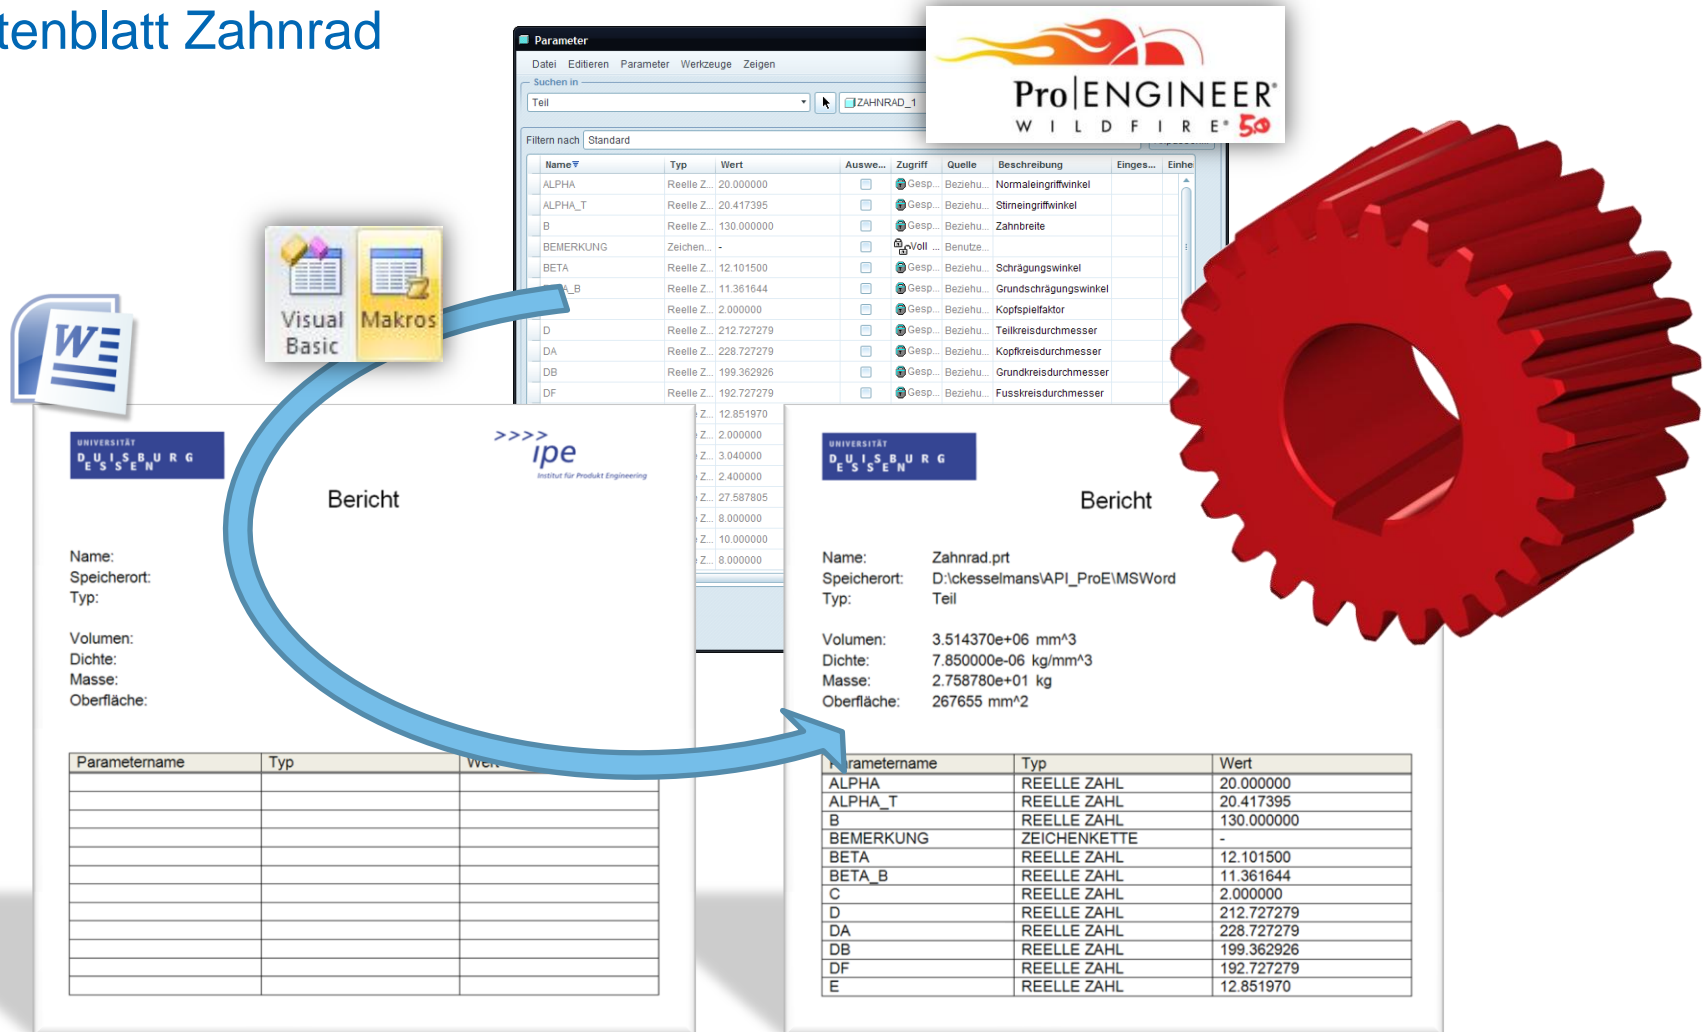 tenblatt Zahnrad
Parameter
Datei Editieren Parameter Werkzeuge Zeigen
Suchen in
Teil
ZAHNRAD_1
Filtern nach Standard
Name Typ Wert Auswe... Zugriff Quelle Beschreibung Einges... Einhe
ALPHA Reelle Z... 20.000000 Gesp... Beziehu... Normaleingriffwinkel
ALPHA_T Reelle Z... 20.417395 Gesp... Beziehu... Stirneingriffwinkel
B Reelle Z... 130.000000 Gesp... Beziehu... Zahnbreite
BEMERKUNG Zeichen... - Voll ... Benutze...
BETA Reelle Z... 12.101500 Gesp... Beziehu... Schrägungswinkel
A_B Reelle Z... 11.361644 Gesp... Beziehu... Grundschrägungswinkel
Reelle Z... 2.000000 Gesp... Beziehu... Kopfspielfaktor
D Reelle Z... 212.727279 Gesp... Beziehu... Teilkreisdurchmesser
DA Reelle Z... 228.727279 Gesp... Beziehu... Kopfkreisdurchmesser
DB Reelle Z... 199.362926 Gesp... Beziehu... Grundkreisdurchmesser
DF Reelle Z... 192.727279 Gesp... Beziehu... Fusskreisdurchmesser
Z... 12.851970
Z... 2.000000
Z... 3.040000
Z... 2.400000
Z... 27.587805
Z... 8.000000
Z... 10.000000
Z... 8.000000
Pro|ENGINEER®
WILDFIRE® 5.0
Visual Basic
Makros
W
UNIVERSITÄT
DUISBURG
ESSEN
>>>>
ipe
Institut für Produkt Engineering
Bericht
Name:
Speicherort:
Typ:
Volumen:
Dichte:
Masse:
Oberfläche:
Parametername Typ Wert
UNIVERSITÄT
DUISBURG
ESSEN
Bericht
Name: Zahnrad.prt
Speicherort: D:\ckesselmans\API_ProE\MSWord
Typ: Teil
Volumen: 3.514370e+06 mm^3
Dichte: 7.850000e-06 kg/mm^3
Masse: 2.758780e+01 kg
Oberfläche: 267655 mm^2
Parametername Typ Wert
ALPHA REELLE ZAHL 20.000000
ALPHA_T REELLE ZAHL 20.417395
B REELLE ZAHL 130.000000
BEMERKUNG ZEICHENKETTE -
BETA REELLE ZAHL 12.101500
BETA_B REELLE ZAHL 11.361644
C REELLE ZAHL 2.000000
D REELLE ZAHL 212.727279
DA REELLE ZAHL 228.727279
DB REELLE ZAHL 199.362926
DF REELLE ZAHL 192.727279
E REELLE ZAHL 12.851970